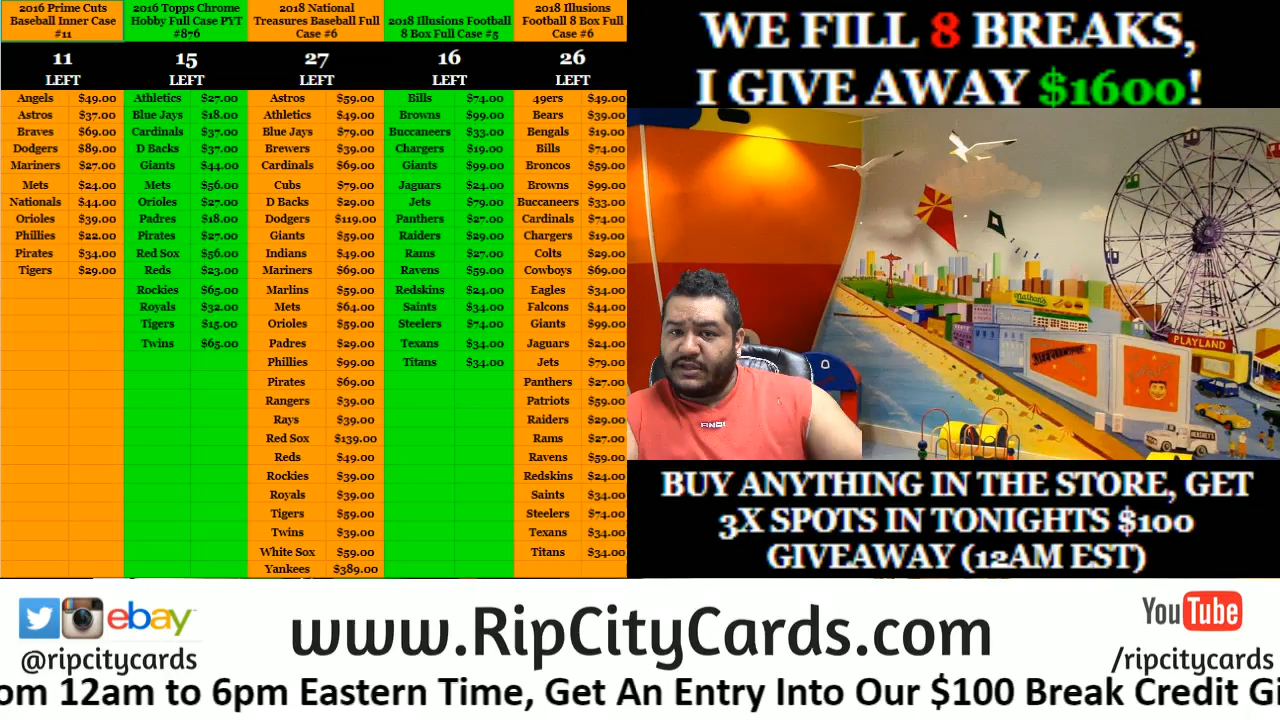 2016 Prime Cuts
Baseball Inner Case
#11
11
LEFT
Angels $49.00
Astros $37.00
Braves $69.00
Dodgers $89.00
Mariners $27.00
Mets $24.00
Nationals $44.00
Orioles $39.00
Phillies $22.00
Pirates $34.00
Tigers $29.00
2016 Topps Chrome
Hobby Full Case PYT
#876
15
LEFT
Athletics $27.00
Blue Jays $18.00
Cardinals $37.00
D Backs $37.00
Giants $44.00
Mets $56.00
Orioles $27.00
Padres $18.00
Pirates $27.00
Red Sox $56.00
Reds $23.00
Rockies $65.00
Royals $32.00
Tigers $15.00
Twins $65.00
2018 National
Treasures Baseball Full
Case #6
27
LEFT
Astros $59.00
Athletics $49.00
Blue Jays $79.00
Brewers $39.00
Cardinals $69.00
Cubs $79.00
D Backs $29.00
Dodgers $119.00
Giants $59.00
Indians $49.00
Mariners $69.00
Marlins $59.00
Mets $64.00
Orioles $59.00
Padres $29.00
Phillies $99.00
Pirates $69.00
Rangers $39.00
Rays $39.00
Red Sox $139.00
Reds $49.00
Rockies $39.00
Royals $39.00
Tigers $59.00
Twins $39.00
White Sox $59.00
Yankees $389.00
2018 Illusions Football
8 Box Full Case #5
16
LEFT
Bills $74.00
Browns $99.00
Buccaneers $33.00
Chargers $19.00
Giants $99.00
Jaguars $24.00
Jets $79.00
Panthers $27.00
Raiders $29.00
Rams $27.00
Ravens $59.00
Redskins $24.00
Saints $34.00
Steelers $74.00
Texans $34.00
Titans $34.00
2018 Illusions
Football 8 Box Full
Case #6
26
LEFT
49ers $49.00
Bears $39.00
Bengals $19.00
Bills $74.00
Broncos $59.00
Browns $99.00
Buccaneers $33.00
Cardinals $74.00
Chargers $19.00
Colts $29.00
Cowboys $69.00
Eagles $34.00
Falcons $44.00
Giants $99.00
Jaguars $24.00
Jets $79.00
Panthers $27.00
Patriots $59.00
Raiders $29.00
Rams $27.00
Ravens $59.00
Redskins $24.00
Saints $34.00
Steelers $74.00
Texans $34.00
Titans $34.00
WE FILL 8 BREAKS,
I GIVE AWAY $1600!
Nathan's
PLAYLAND
AND1
BUY ANYTHING IN THE STORE, GET
3X SPOTS IN TONIGHTS $100
GIVEAWAY (12AM EST)
ebay
@ripcitycards
www.RipCityCards.com
YouTube
/ripcitycards
om 12am to 6pm Eastern Time, Get An Entry Into Our $100 Break Credit Gi